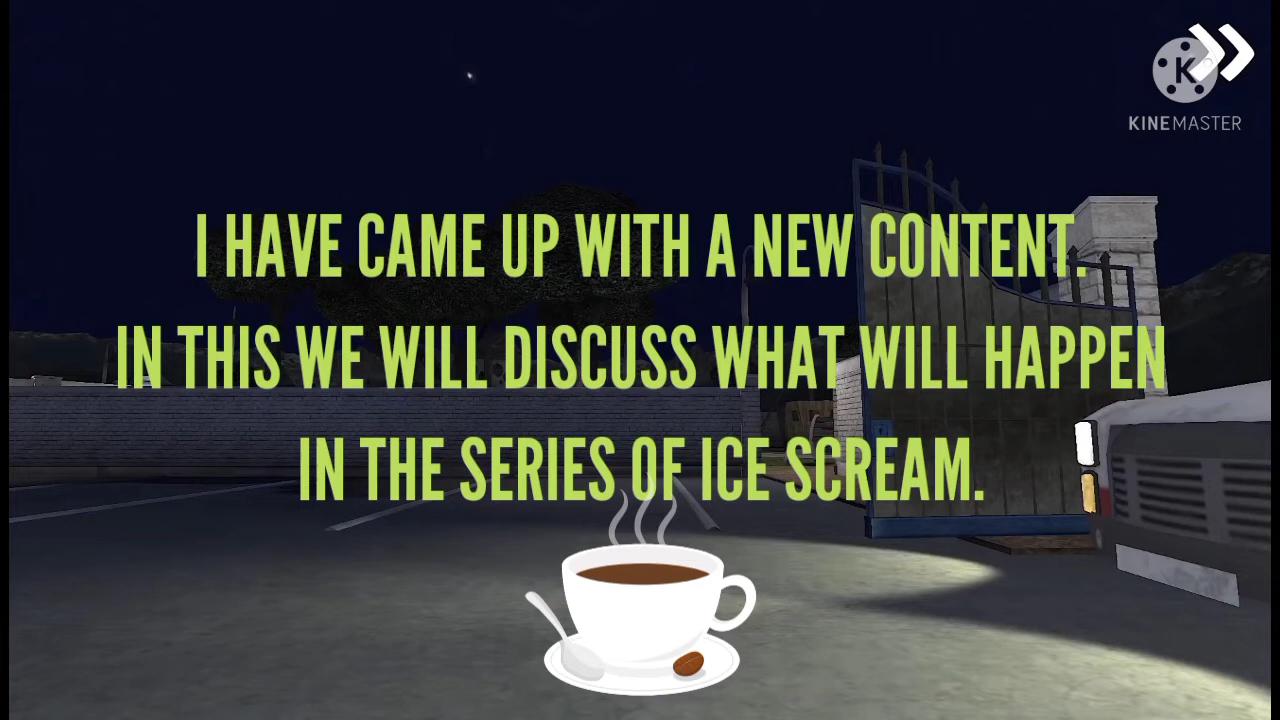 K
KINEMASTER
I HAVE CAME UP WITH A NEW CONTENT.
IN THIS WE WILL DISCUSS WHAT WILL HAPPEN
IN THE SERIES OF ICE SCREAM.